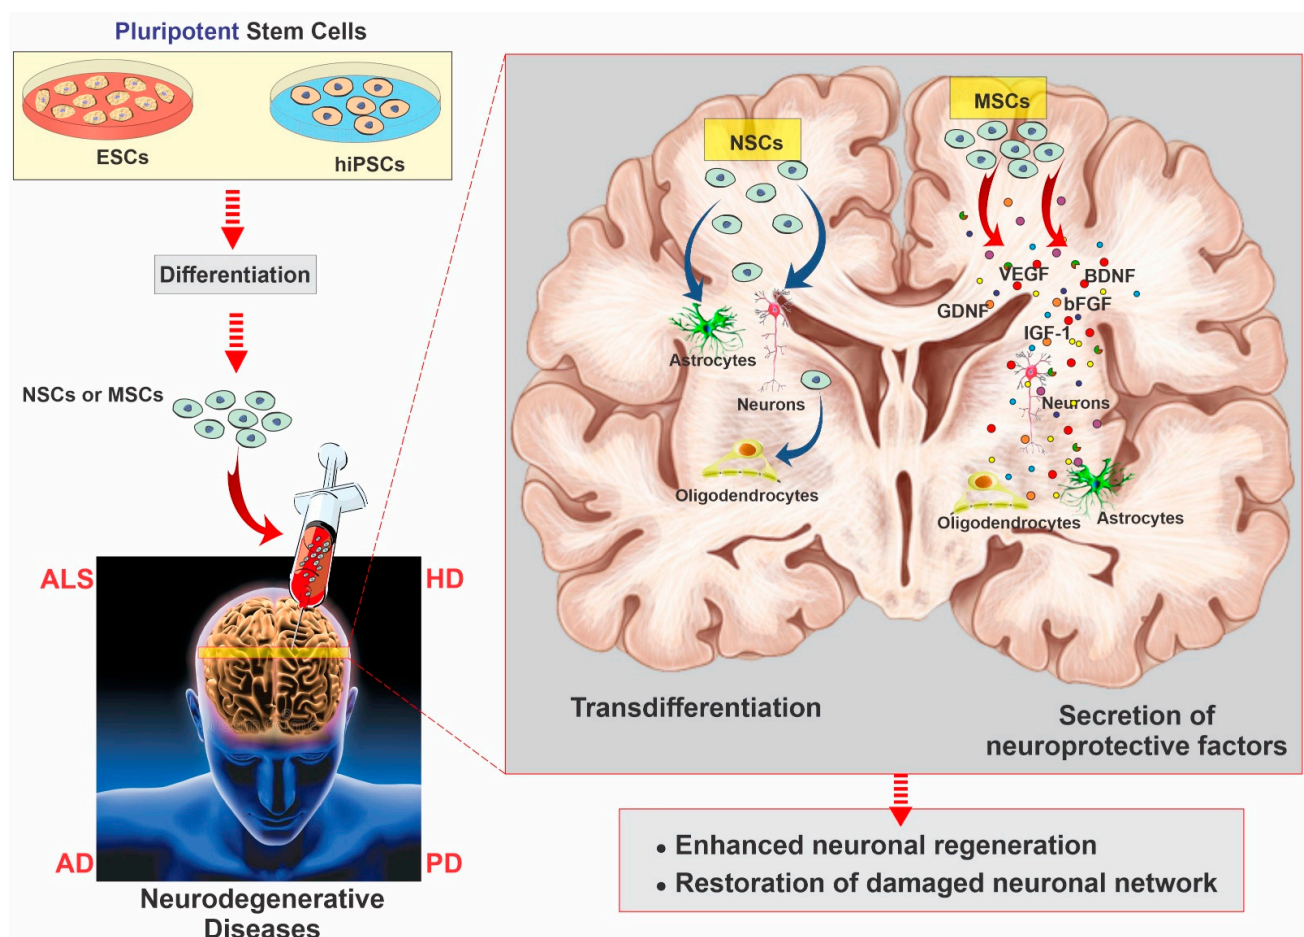 Pluripotent Stem Cells
ESCs
hiPSCs
Differentiation
NSCs or MSCs
ALS
HD
AD
PD
Neurodegenerative
Diseases
NSCs
MSCs
Astrocytes
Neurons
Oligodendrocytes
VEGF
BDNF
GDNF
bFGF
IGF-1
Neurons
Oligodendrocytes
Astrocytes
Transdifferentiation
Secretion of
neuroprotective factors
• Enhanced neuronal regeneration
• Restoration of damaged neuronal network